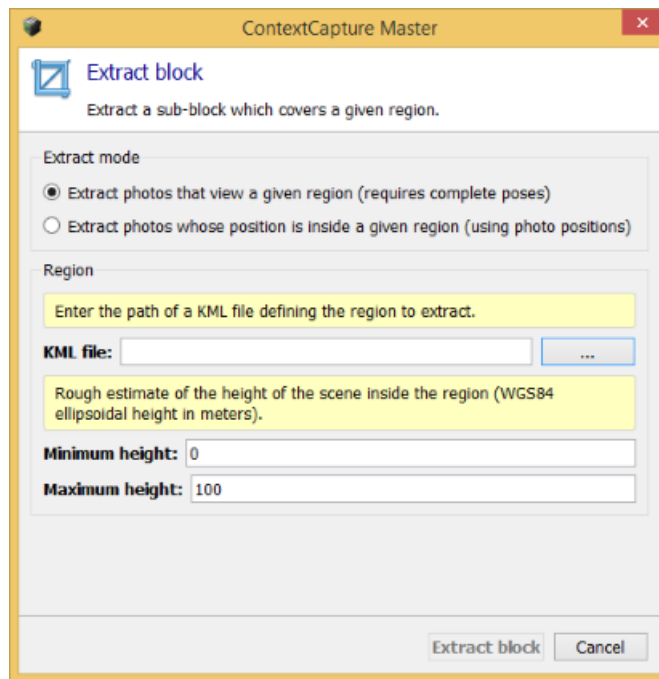 ContextCapture Master
Extract block
Extract a sub-block which covers a given region.
Extract mode
Extract photos that view a given region (requires complete poses)
Extract photos whose position is inside a given region (using photo positions)
Region
Enter the path of a KML file defining the region to extract.
KML file: ...
Rough estimate of the height of the scene inside the region (WGS84
ellipsoidal height in meters).
Minimum height: 0
Maximum height: 100
Extract block Cancel